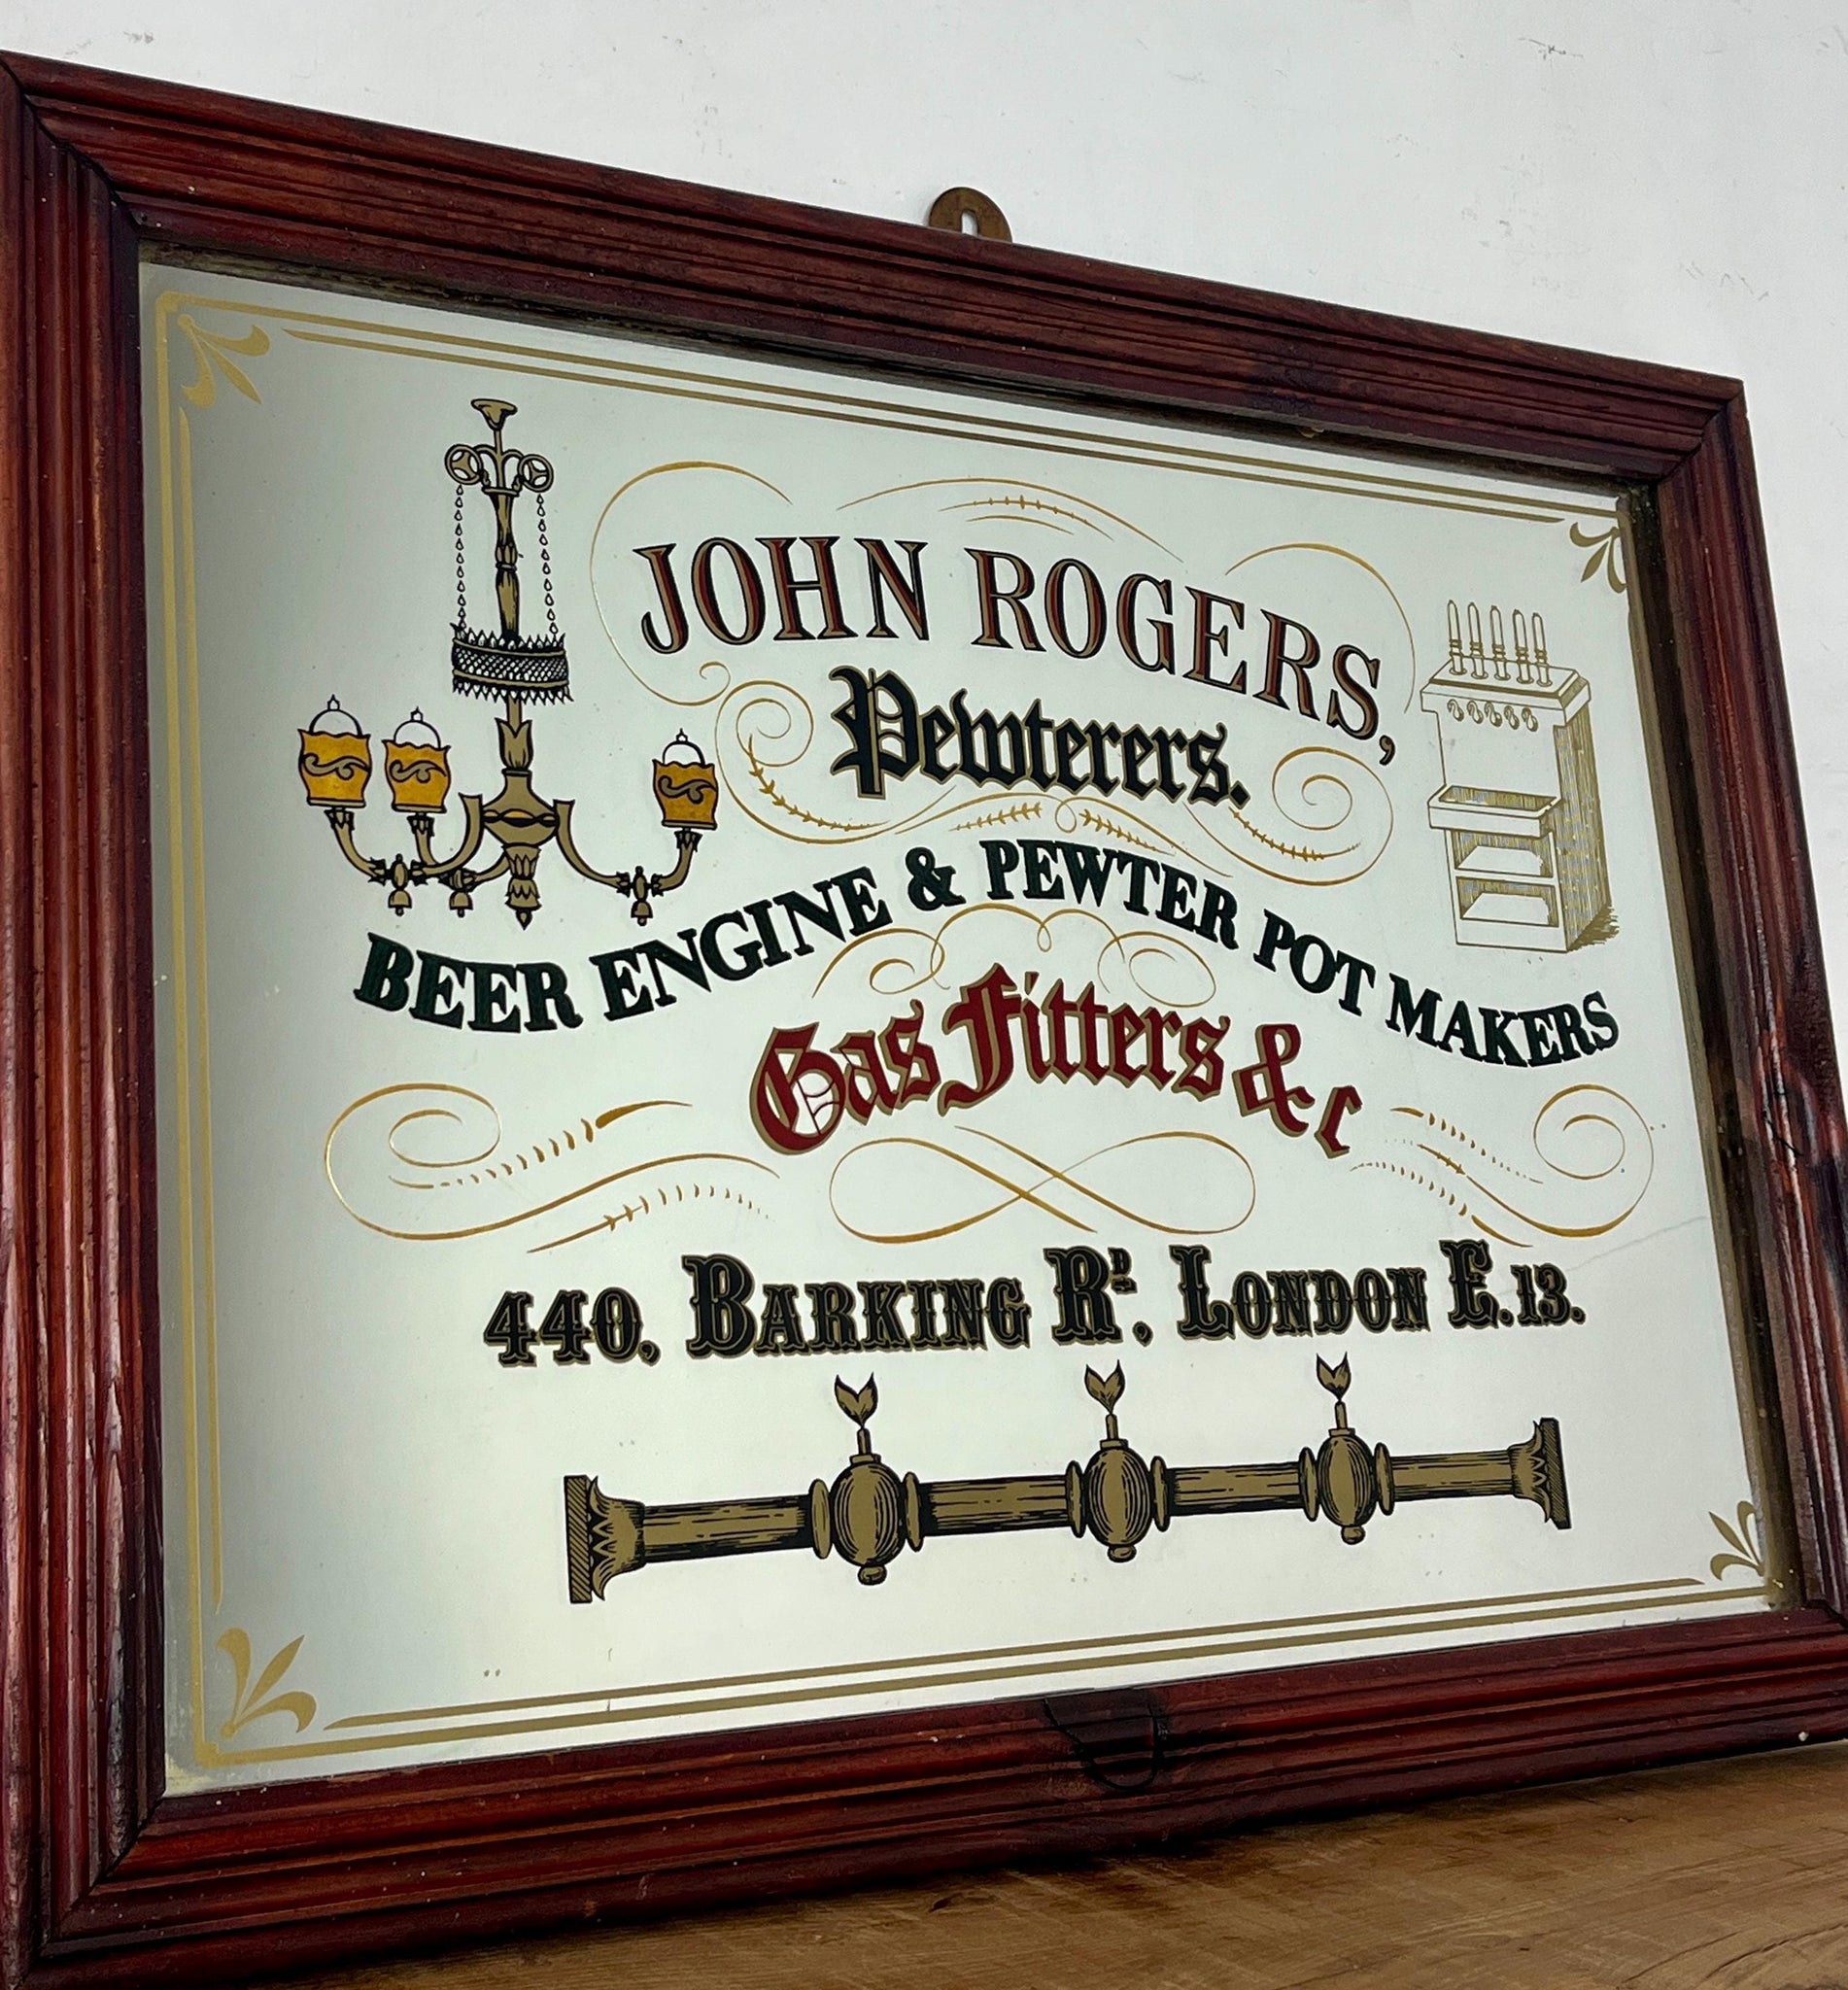 JOHN ROGERS,
Pewterers.
BEER ENGINE & PEWTER POT MAKERS
Gas Fitters & c
440, BARKING RD, LONDON E.13.